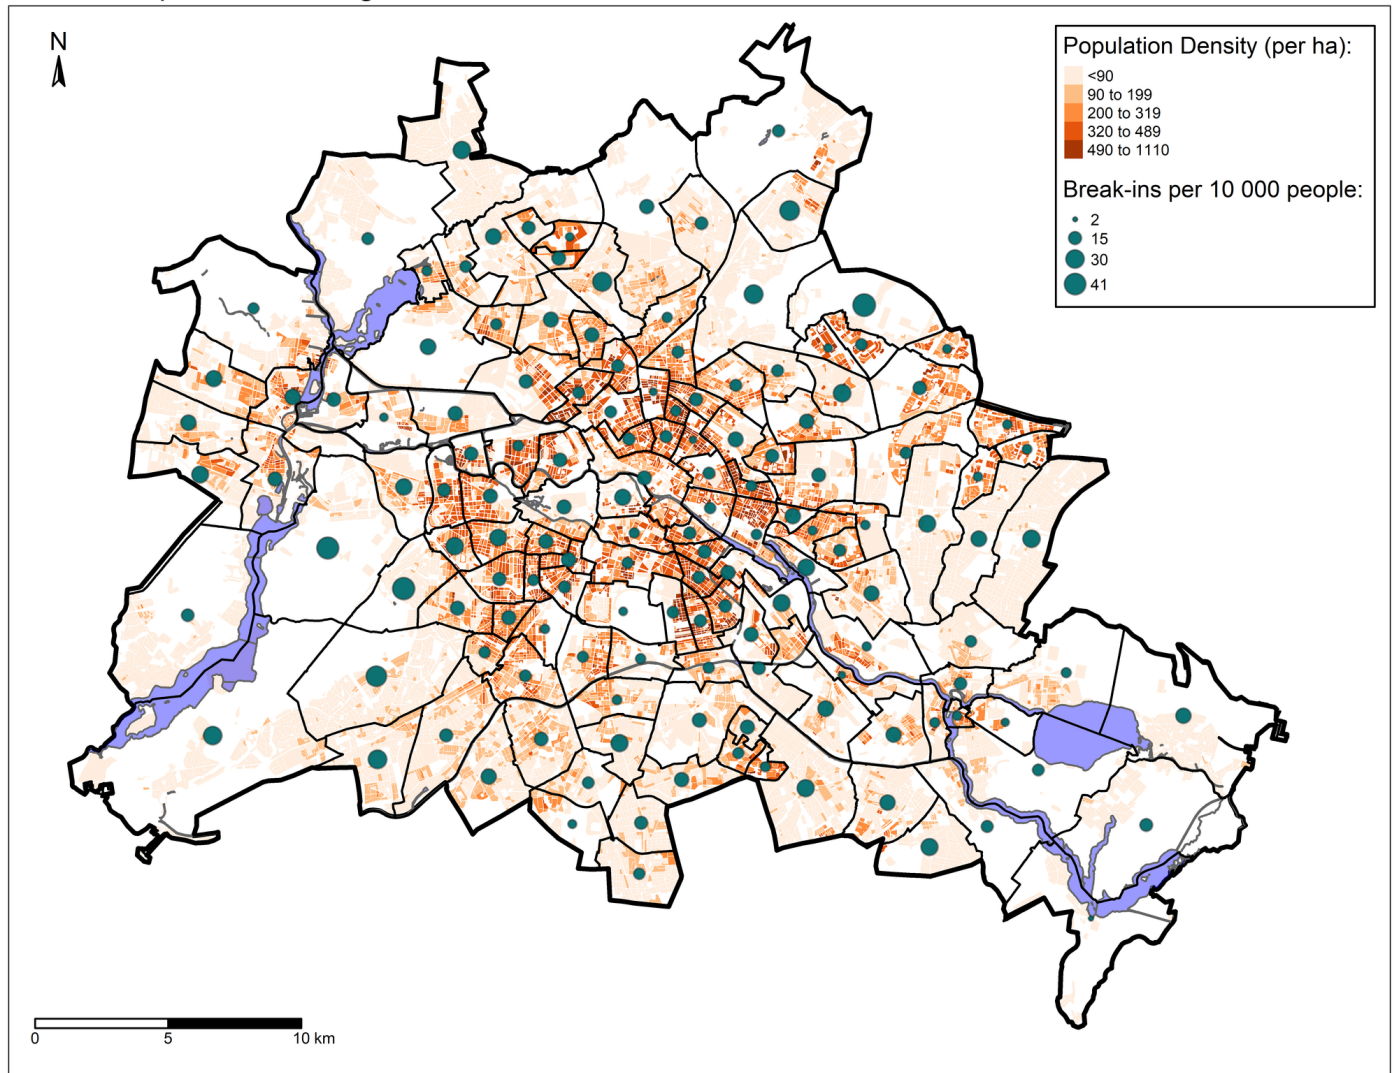 N
Population Density (per ha):
<90
90 to 199
200 to 319
320 to 489
490 to 1110
Break-ins per 10 000 people:
2
15
30
41
0 5 10 km